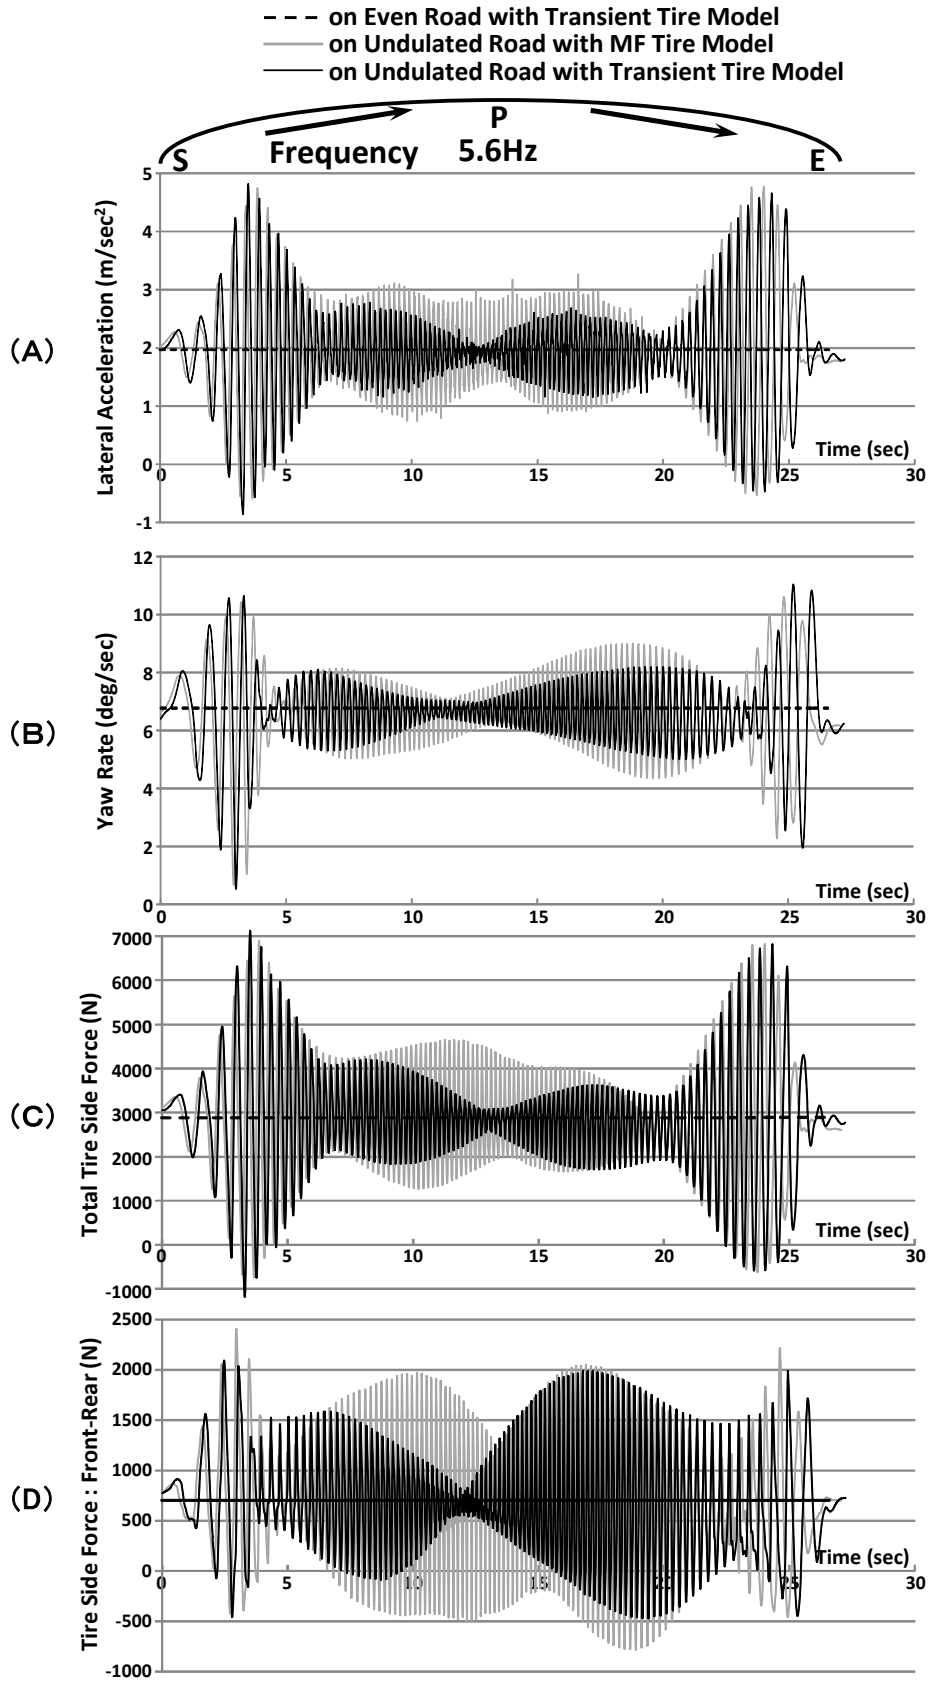 on Even Road with Transient Tire Model
on Undulated Road with MF Tire Model
on Undulated Road with Transient Tire Model
P
S
Frequency 5.6Hz
E
(A)
Lateral Acceleration (m/sec²)
5
4
3
2
1
0
-1
Time (sec)
0 5 10 15 20 25 30
(B)
Yaw Rate (deg/sec)
12
10
8
6
4
2
0
Time (sec)
0 5 10 15 20 25 30
(C)
Total Tire Side Force (N)
7000
6000
5000
4000
3000
2000
1000
0
-1000
Time (sec)
0 5 10 15 20 25 30
(D)
Tire Side Force : Front-Rear (N)
2500
2000
1500
1000
500
0
-500
-1000
Time (sec)
0 5 10 15 20 25 30